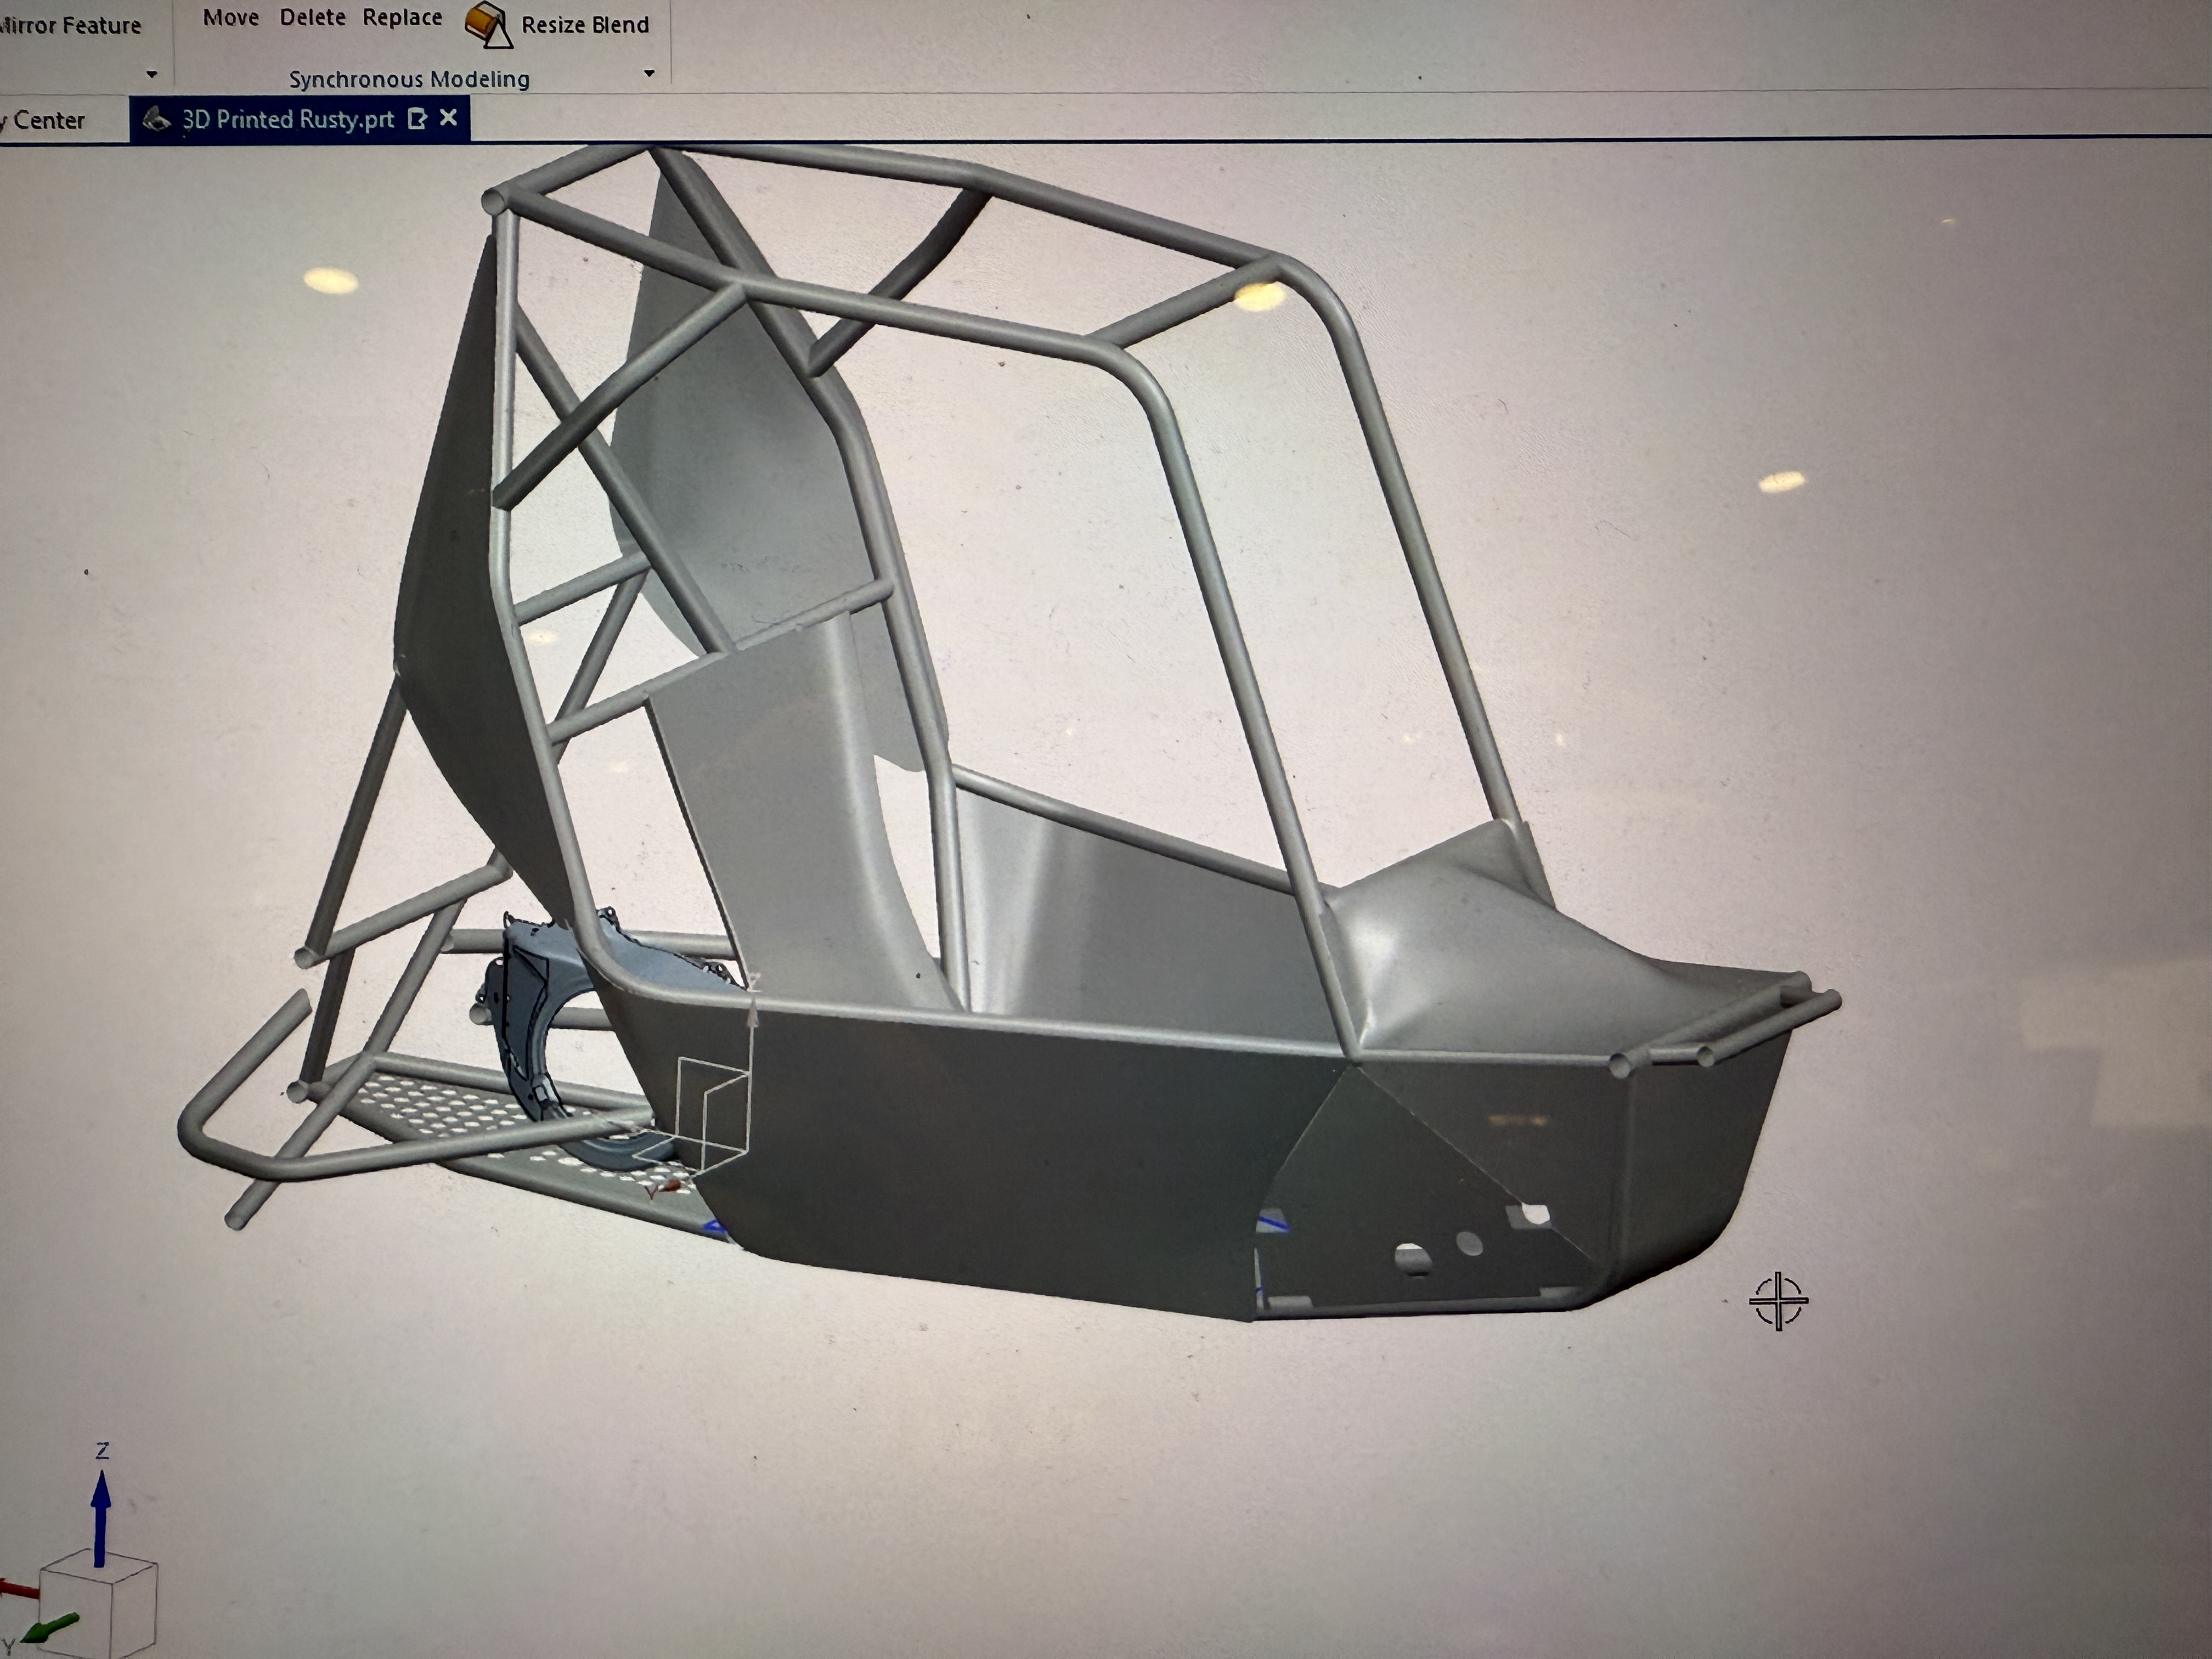 Mirror Feature
Move Delete Replace
Resize Blend
Synchronous Modeling
y Center
3D Printed Rusty.prt
Z
Y